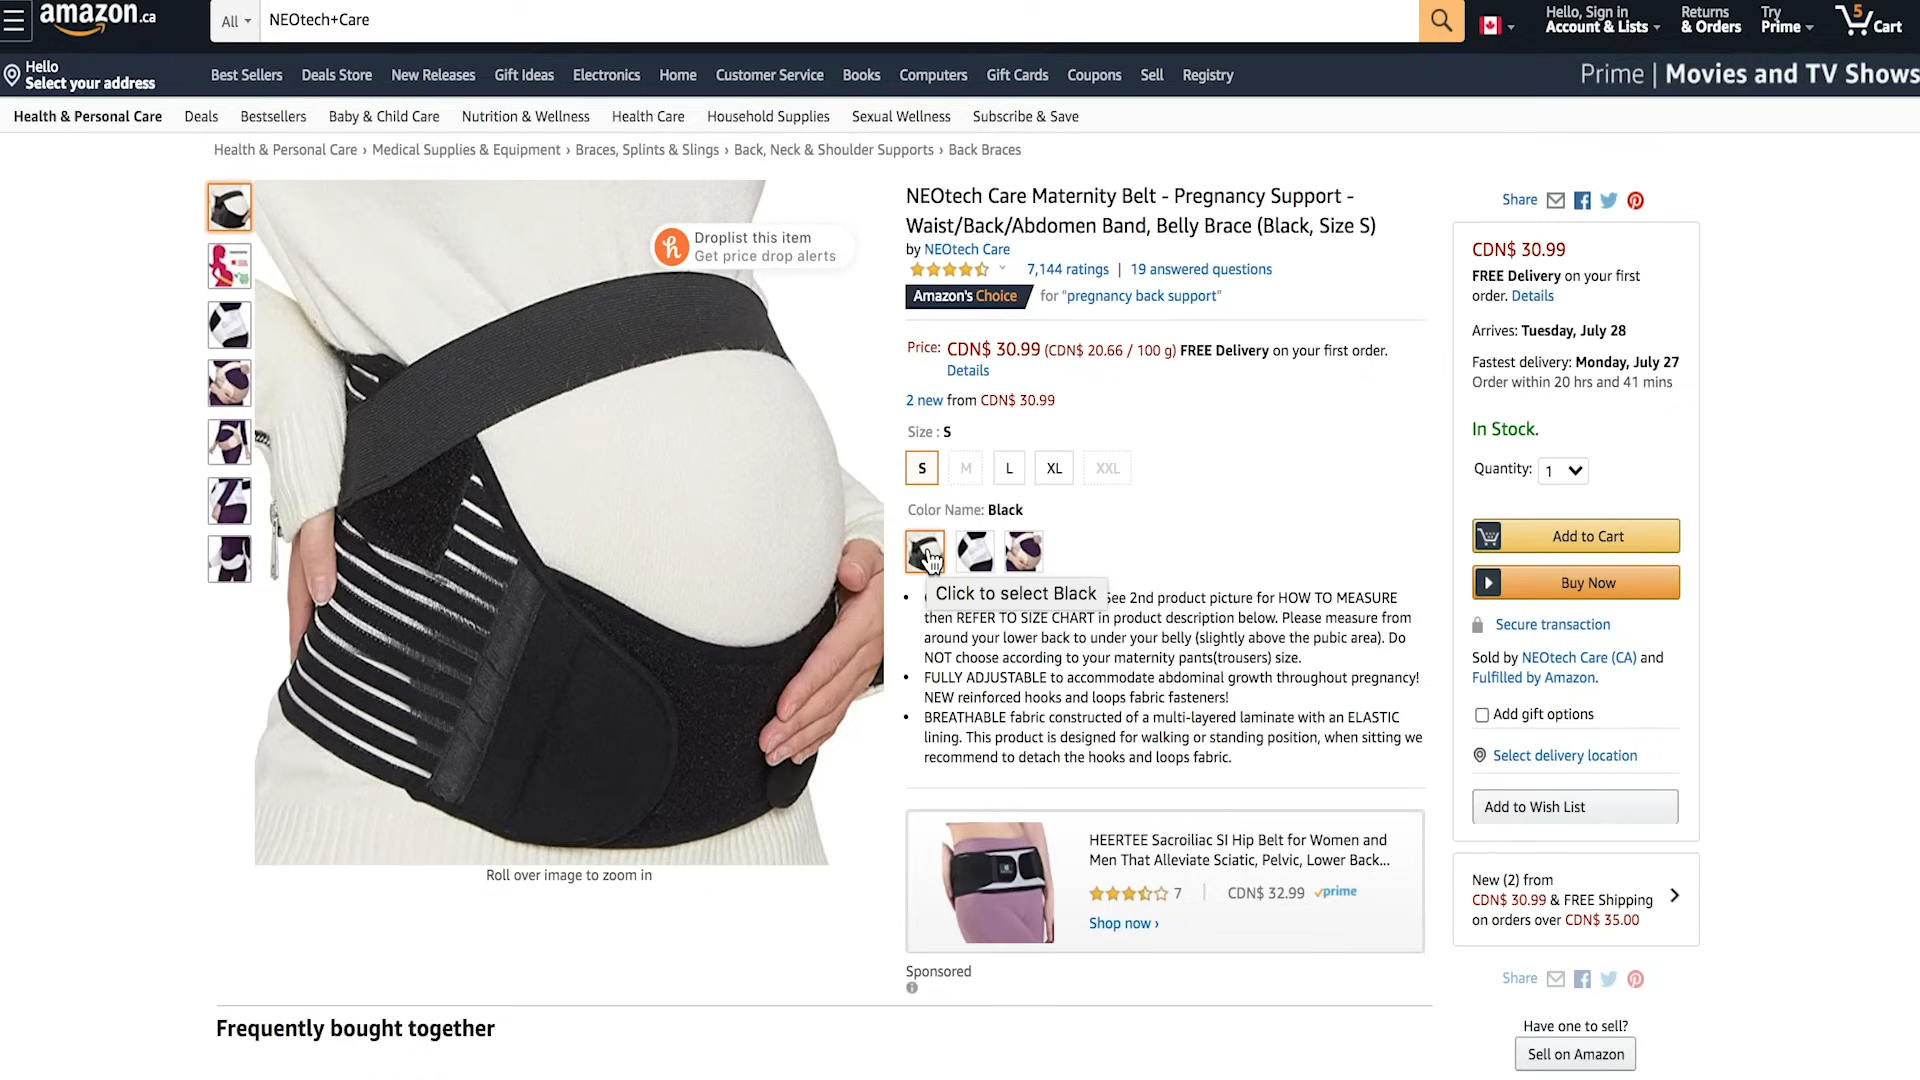 amazon.ca
All
NEOtech+Care
Hello, Sign in
Account & Lists
Returns
& Orders
Try
Prime
5
Cart
Hello
Select your address
Best Sellers
Deals Store
New Releases
Gift Ideas
Electronics
Home
Customer Service
Books
Computers
Gift Cards
Coupons
Sell
Registry
Prime | Movies and TV Shows
Health & Personal Care
Deals
Bestsellers
Baby & Child Care
Nutrition & Wellness
Health Care
Household Supplies
Sexual Wellness
Subscribe & Save
Health & Personal Care › Medical Supplies & Equipment › Braces, Splints & Slings › Back, Neck & Shoulder Supports › Back Braces
Droplist this item
Get price drop alerts
Roll over image to zoom in
NEOtech Care Maternity Belt - Pregnancy Support -
Waist/Back/Abdomen Band, Belly Brace (Black, Size S)
by NEOtech Care
7,144 ratings | 19 answered questions
Amazon's Choice for "pregnancy back support"
Price: CDN$ 30.99 (CDN$ 20.66 / 100 g) FREE Delivery on your first order.
Details
2 new from CDN$ 30.99
Size : S
S
M
L
XL
XXL
Color Name: Black
Click to select Black
See 2nd product picture for HOW TO MEASURE
then REFER TO SIZE CHART in product description below. Please measure from
around your lower back to under your belly (slightly above the pubic area). Do
NOT choose according to your maternity pants(trousers) size.
FULLY ADJUSTABLE to accommodate abdominal growth throughout pregnancy!
NEW reinforced hooks and loops fabric fasteners!
BREATHABLE fabric constructed of a multi-layered laminate with an ELASTIC
lining. This product is designed for walking or standing position, when sitting we
recommend to detach the hooks and loops fabric.
HEERTEE Sacroiliac SI Hip Belt for Women and
Men That Alleviate Sciatic, Pelvic, Lower Back...
7 | CDN$ 32.99 prime
Shop now ›
Sponsored
Share
CDN$ 30.99
FREE Delivery on your first
order. Details
Arrives: Tuesday, July 28
Fastest delivery: Monday, July 27
Order within 20 hrs and 41 mins
In Stock.
Quantity: 1
Add to Cart
Buy Now
Secure transaction
Sold by NEOtech Care (CA) and
Fulfilled by Amazon.
Add gift options
Select delivery location
Add to Wish List
New (2) from
CDN$ 30.99 & FREE Shipping
on orders over CDN$ 35.00
Share
Have one to sell?
Sell on Amazon
Frequently bought together